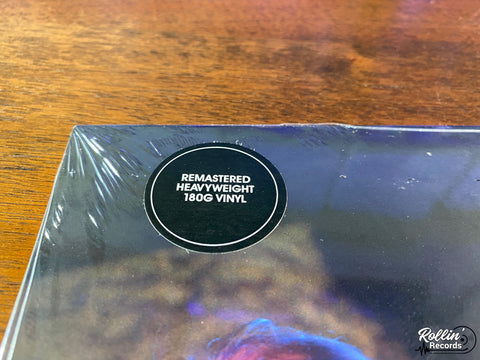 REMASTERED
HEAVYWEIGHT
180G VINYL
Rollin'
Records